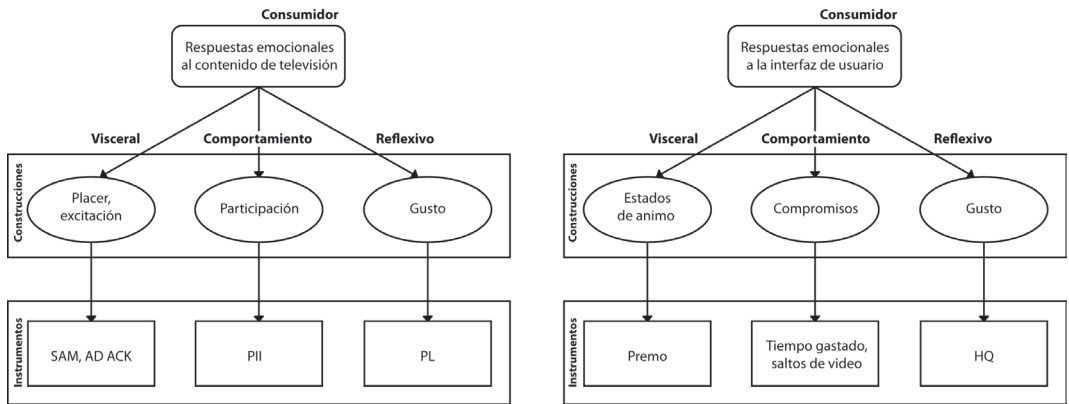 Consumidor
Respuestas emocionales
al contenido de televisión
Visceral
Comportamiento
Reflexivo
Construcciones
Placer,
excitación
Participación
Gusto
Instrumentos
SAM, AD ACK
PII
PL
Consumidor
Respuestas emocionales
a la interfaz de usuario
Visceral
Comportamiento
Reflexivo
Construcciones
Estados
de animo
Compromisos
Gusto
Instrumentos
Premo
Tiempo gastado,
saltos de video
HQ